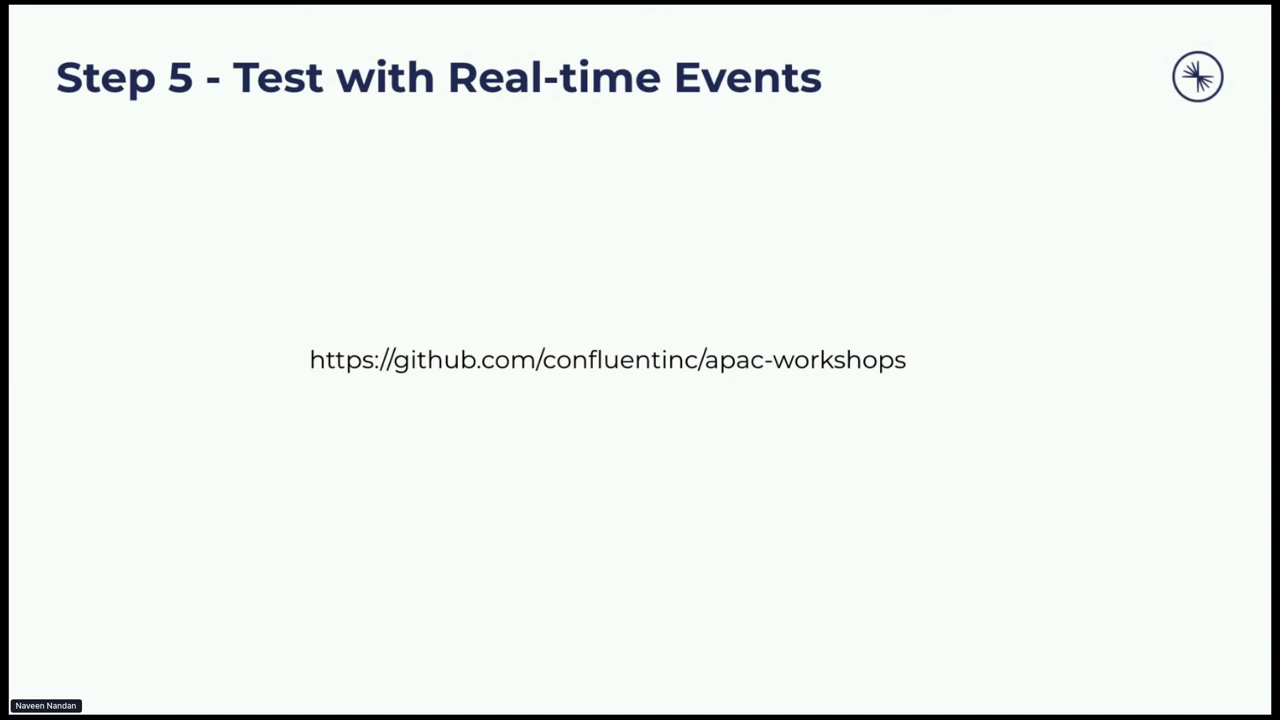 Step 5 - Test with Real-time Events
https://github.com/confluentinc/apac-workshops
Naveen Nandan